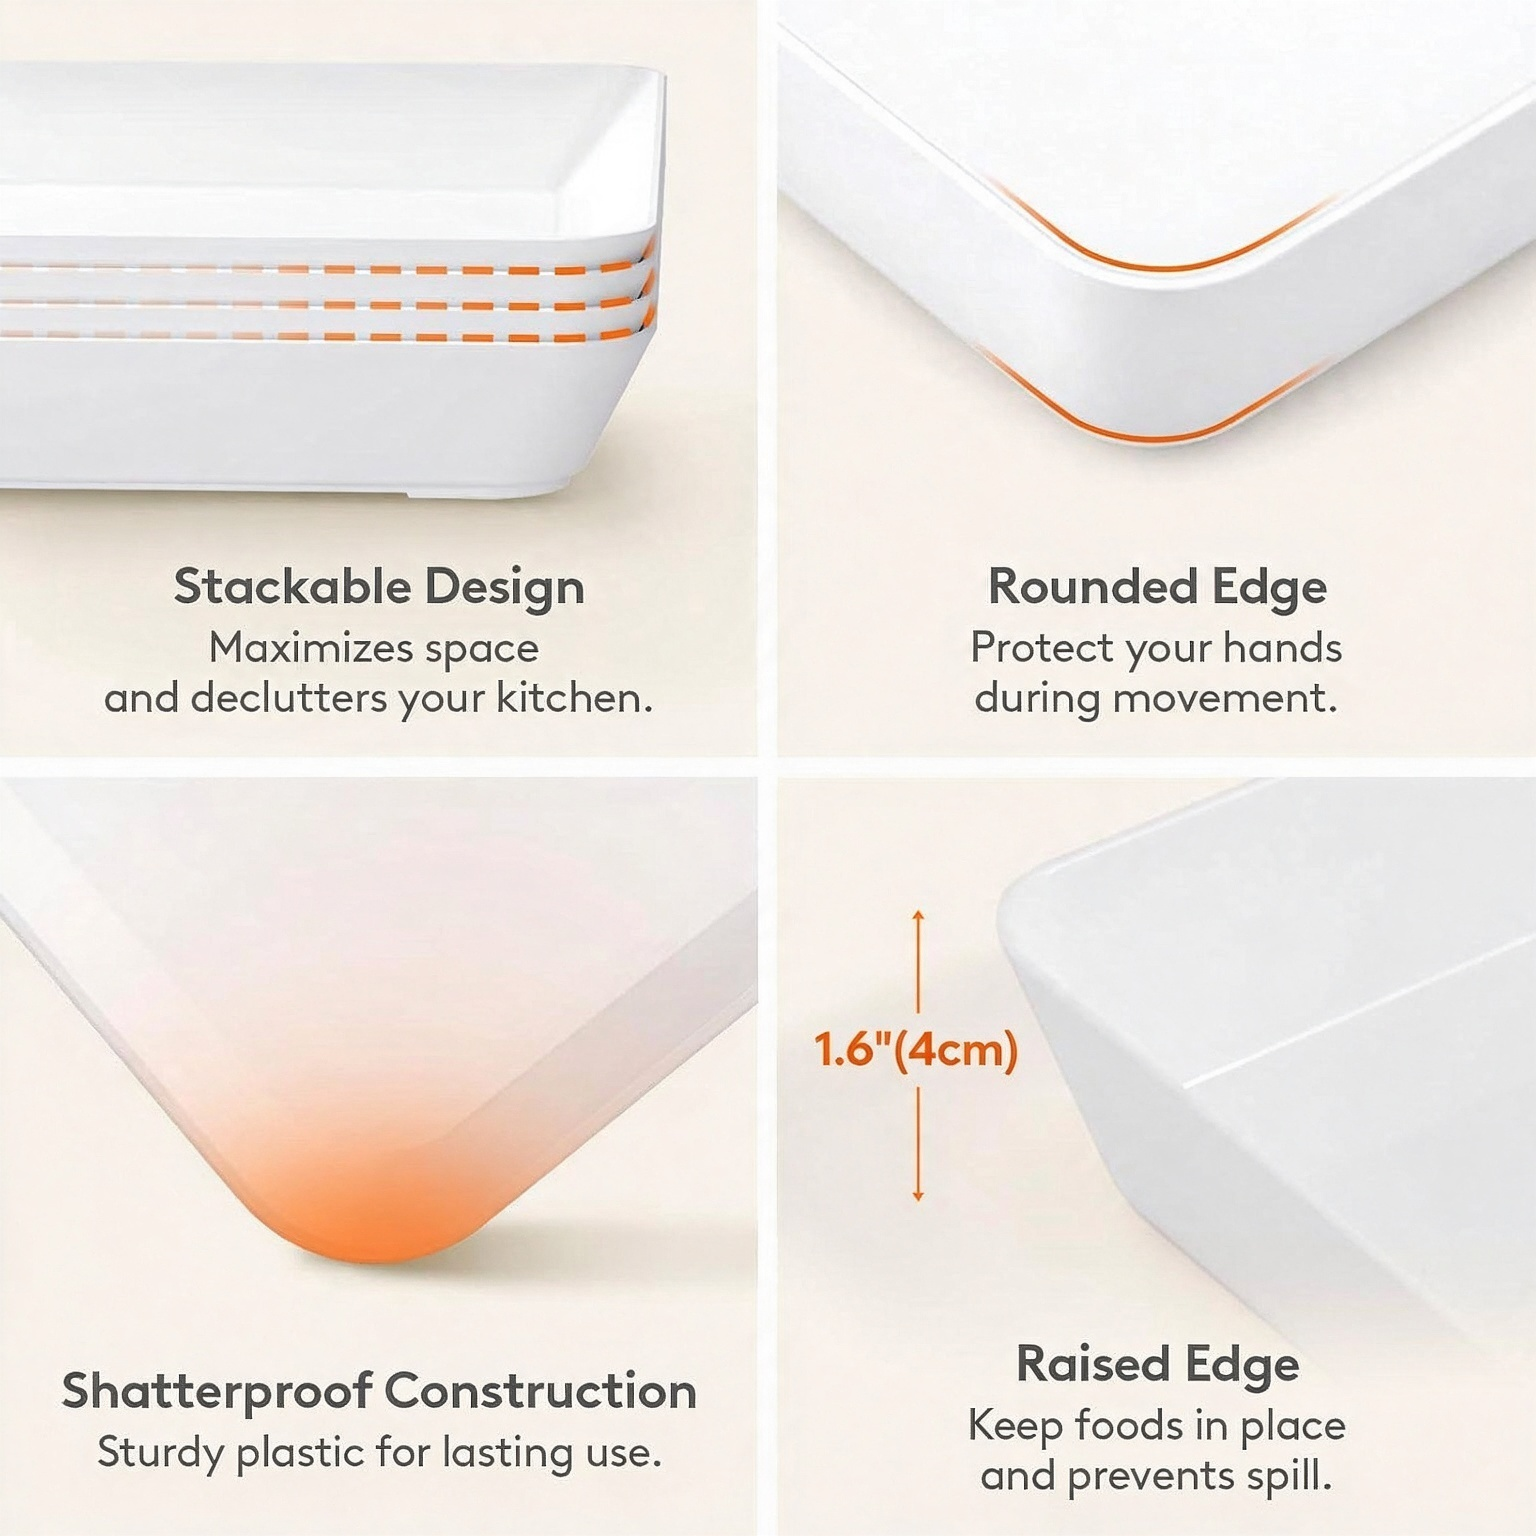 Stackable Design
Maximizes space
and declutters your kitchen.
Rounded Edge
Protect your hands
during movement.
Shatterproof Construction
Sturdy plastic for lasting use.
1.6"(4cm)
Raised Edge
Keep foods in place
and prevents spill.